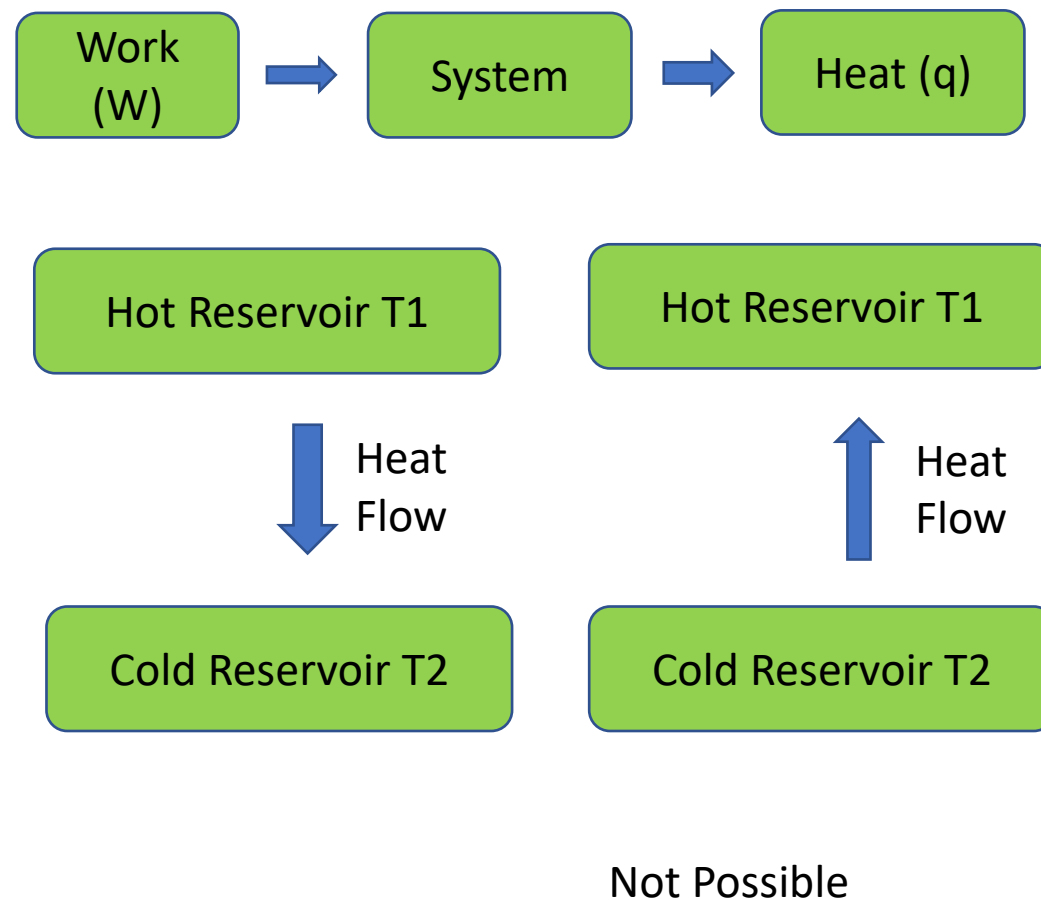 Work
(W)
System
Heat (q)
Hot Reservoir T1
Hot Reservoir T1
Heat
Flow
Heat
Flow
Cold Reservoir T2
Cold Reservoir T2
Not Possible